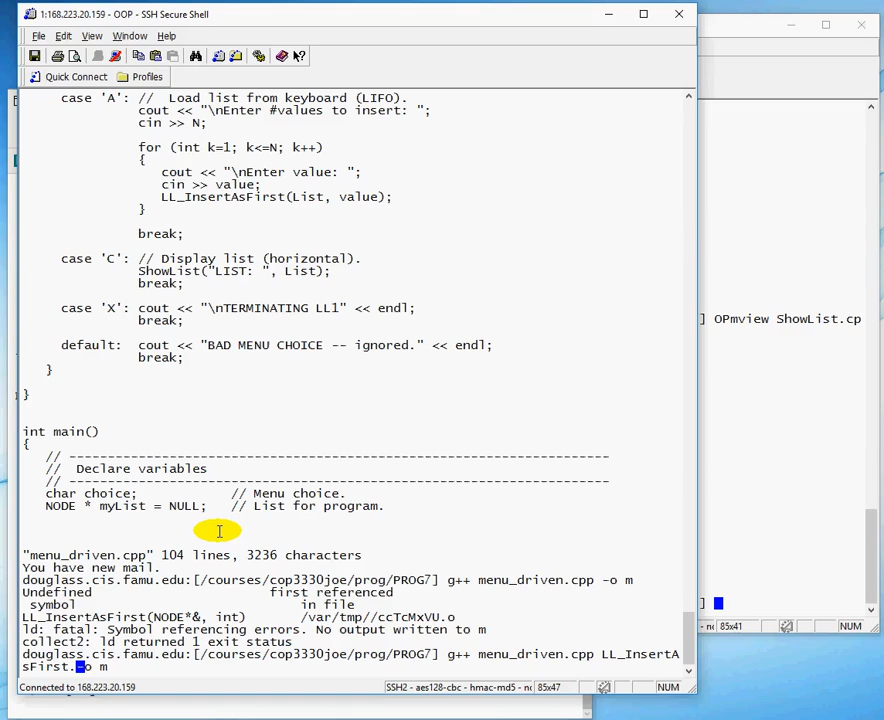 1:168.223.20.159 - OOP - SSH Secure Shell
File Edit View Window Help
Quick Connect Profiles
case 'A': //  Load list from keyboard (LIFO).
cout << "\nEnter #values to insert: ";
cin >> N;
for (int k=1; k<=N; k++)
{
cout << "\nEnter value: ";
cin >> value;
LL_InsertAsFirst(List, value);
}
break;
case 'C': // Display list (horizontal).
ShowList("LIST: ", List);
break;
case 'X': cout << "\nTERMINATING LL1" << endl;
break;
default:  cout << "BAD MENU CHOICE -- ignored." << endl;
break;
}
}
int main()
{
// ----------------------------------------------------------------------
//  Declare variables
// ----------------------------------------------------------------------
char choice;            // Menu choice.
NODE * myList = NULL;   // List for program.
"menu_driven.cpp" 104 lines, 3236 characters
You have new mail.
douglass.cis.famu.edu:[/courses/cop3330joe/prog/PROG7] g++ menu_driven.cpp -o m
Undefined                       first referenced
symbol                             in file
LL_InsertAsFirst(NODE*&, int)       /var/tmp//ccTcMxVU.o
ld: fatal: Symbol referencing errors. No output written to m
collect2: ld returned 1 exit status
douglass.cis.famu.edu:[/courses/cop3330joe/prog/PROG7] g++ menu_driven.cpp LL_InsertA
sFirst.-o m
Connected to 168.223.20.159 SSH2 - aes128-cbc - hmac-md5 - nc 85x47 NUM
] OPmview ShowList.cp
]
- nc 85x41 NUM